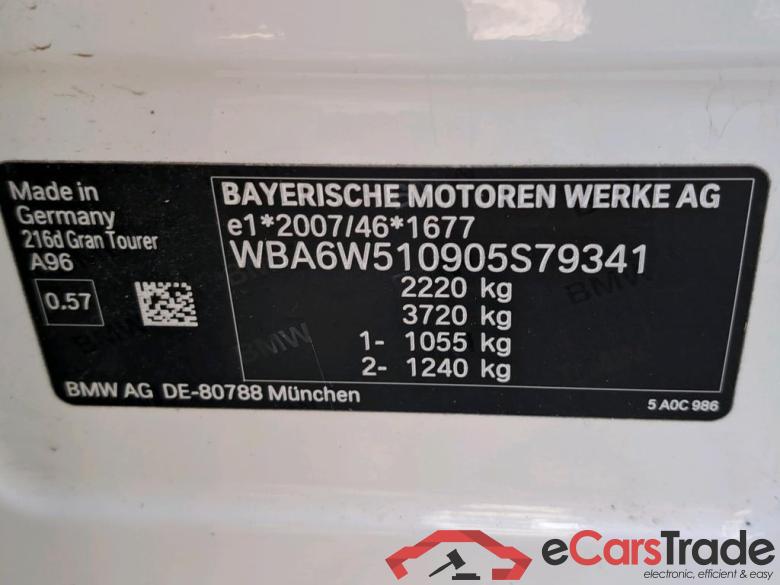 Made in
Germany
216d Gran Tourer
A96
0.57
BAYERISCHE MOTOREN WERKE AG
e1*2007/46*1677
WBA6W510905S79341
2220 kg
3720 kg
1- 1055 kg
2- 1240 kg
BMW AG DE-80788 München
5 A0C 986
BMW
BMW
eCarsTrade
electronic, efficient & easy